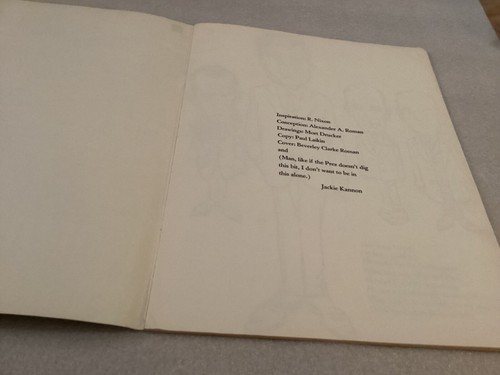 Inspiration: R. Nixon
Conception: Alexander A. Roman
Drawings: Mort Drucker
Copy: Paul Laikin
Cover: Beverley Clarke Roman
and
(Man, like if the Prez doesn't dig
this bit, I don't want to be in
this alone.)
Jackie Kannon